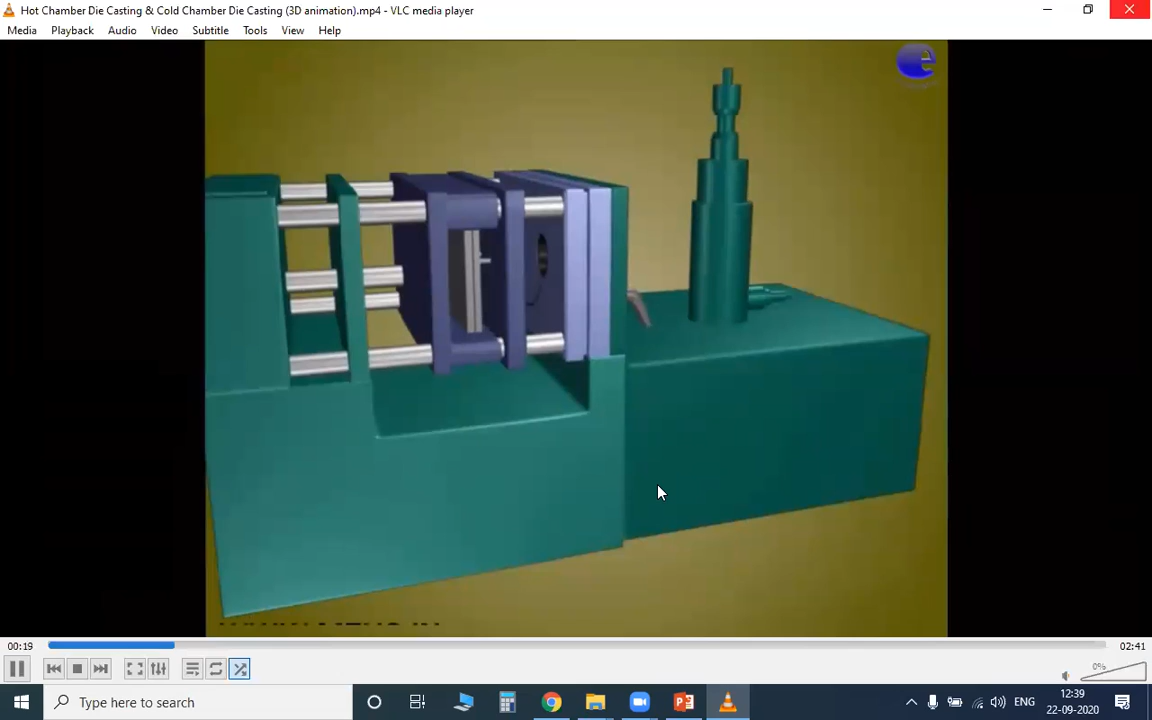 Hot Chamber Die Casting & Cold Chamber Die Casting (3D animation).mp4 - VLC media player
Media Playback Audio Video Subtitle Tools View Help
e
00:19
02:41
0%
Type here to search
ENG
12:39
22-09-2020